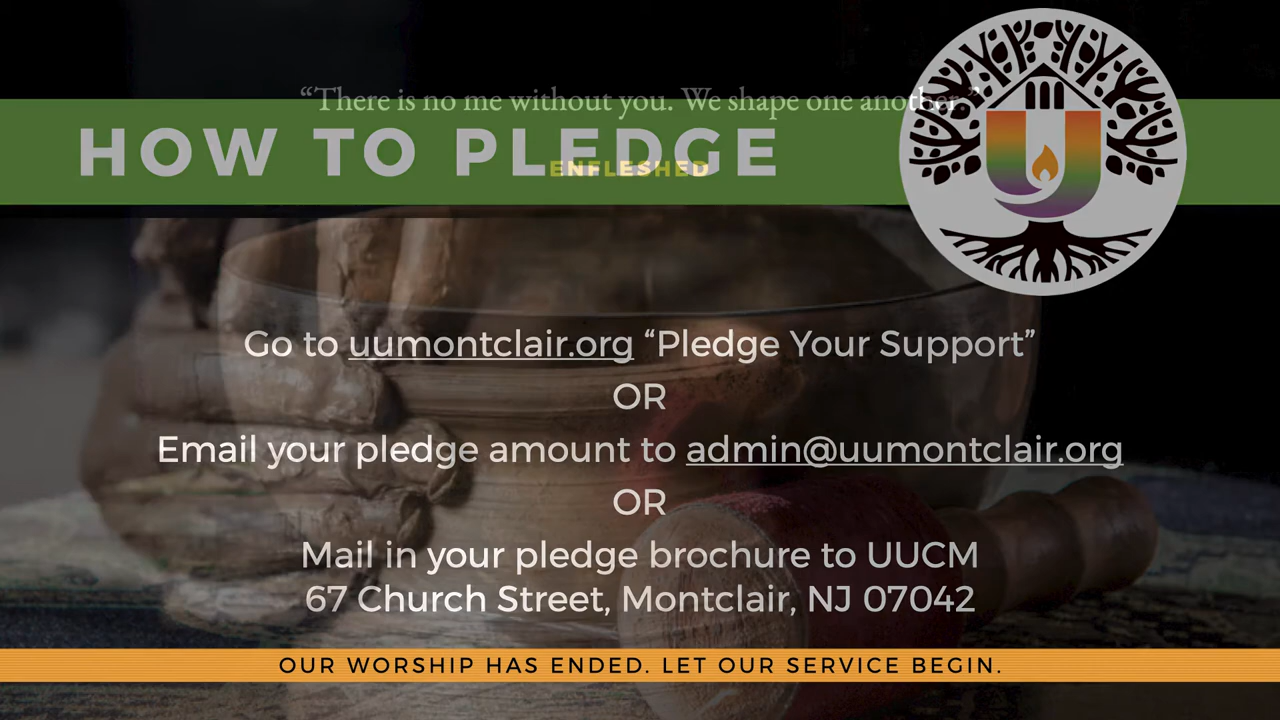 “There is no me without you. We shape one another.”
HOW TO PLEDGE
ENFLESHED
Go to uumontclair.org “Pledge Your Support”
OR
Email your pledge amount to admin@uumontclair.org
OR
Mail in your pledge brochure to UUCM
67 Church Street, Montclair, NJ 07042
OUR WORSHIP HAS ENDED. LET OUR SERVICE BEGIN.